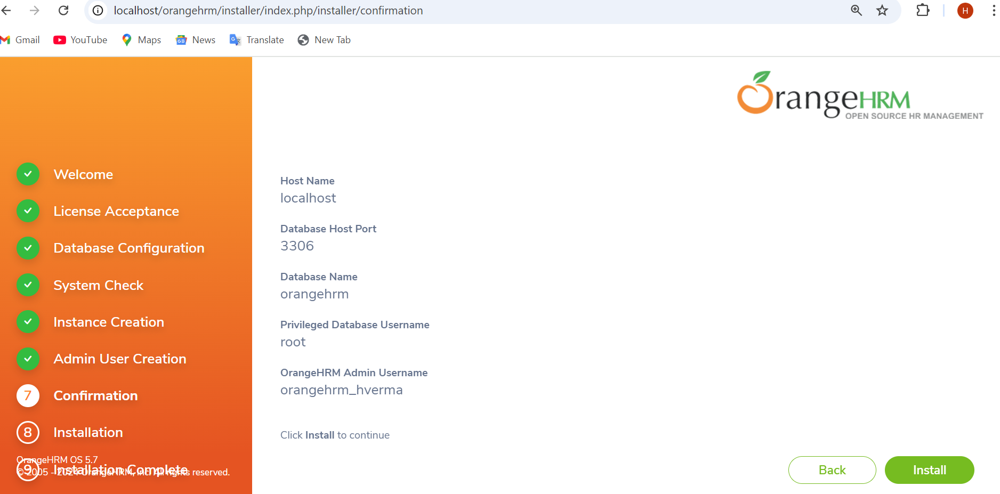 localhost/orangehrm/installer/index.php/installer/confirmation
H
Gmail YouTube Maps News Translate New Tab
OrangeHRM
OPEN SOURCE HR MANAGEMENT
Welcome
License Acceptance
Database Configuration
System Check
Instance Creation
Admin User Creation
7 Confirmation
8 Installation
OrangeHRM OS 5.7
9 Installation Complete
© 2005 - 2024 OrangeHRM, Inc. All rights reserved.
Host Name
localhost
Database Host Port
3306
Database Name
orangehrm
Privileged Database Username
root
OrangeHRM Admin Username
orangehrm_hverma
Click Install to continue
Back Install